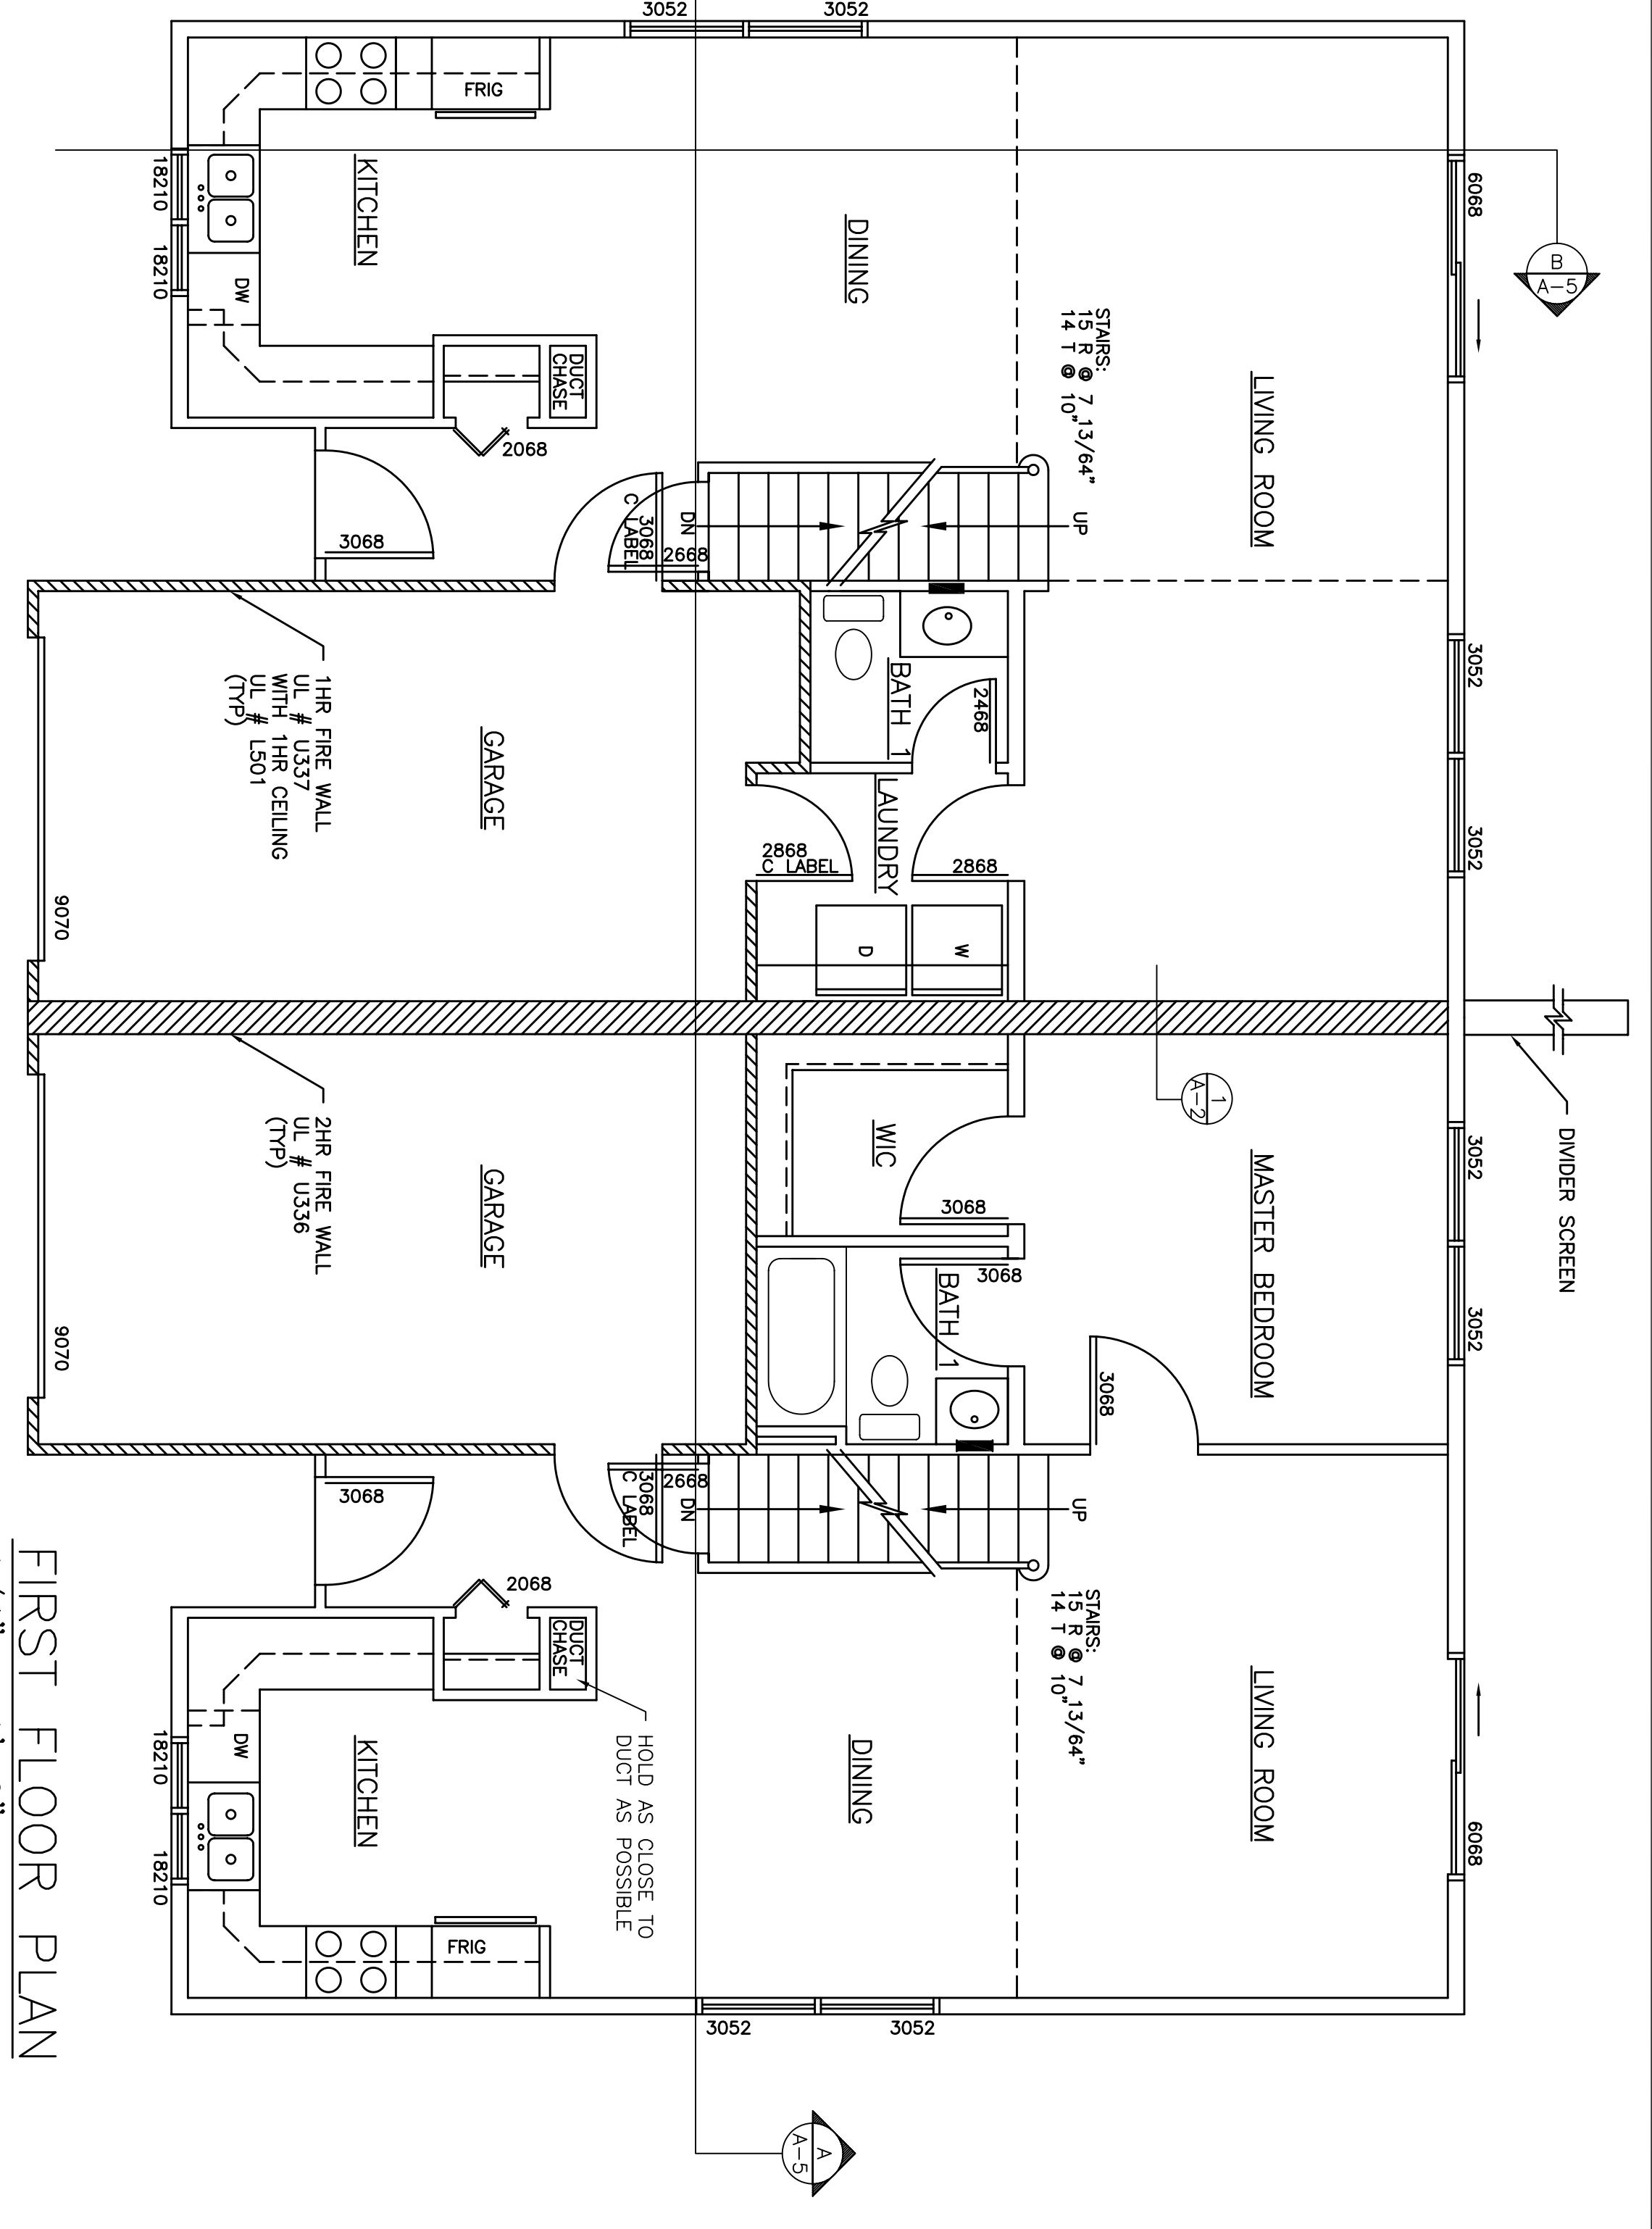 B
A-5
6068
3052
3052
DIVIDER SCREEN
3052
3052
6068
LIVING ROOM
1
A-2
MASTER BEDROOM
LIVING ROOM
STAIRS:
15 R @ 7 13/64"
14 T @ 10"
UP
3068
UP
STAIRS:
15 R @ 7 13/64"
14 T @ 10"
3052
3052
DINING
2468
BATH 1
LAUNDRY
2868
2868
C LABEL
W
D
WIC
3068
3068
BATH 1
DINING
3052
3052
A
A-5
DN
2668
3068
C LABEL
DN
2668
3068
C LABEL
FRIG
DUCT
CHASE
2068
2068
DUCT
CHASE
HOLD AS CLOSE TO
DUCT AS POSSIBLE
FRIG
KITCHEN
3068
GARAGE
GARAGE
3068
KITCHEN
1HR FIRE WALL
UL # U337
WITH 1HR CEILING
UL # L501
(TYP)
2HR FIRE WALL
UL # U336
(TYP)
DW
DW
18210
18210
18210
18210
9070
9070
FIRST FLOOR PLAN